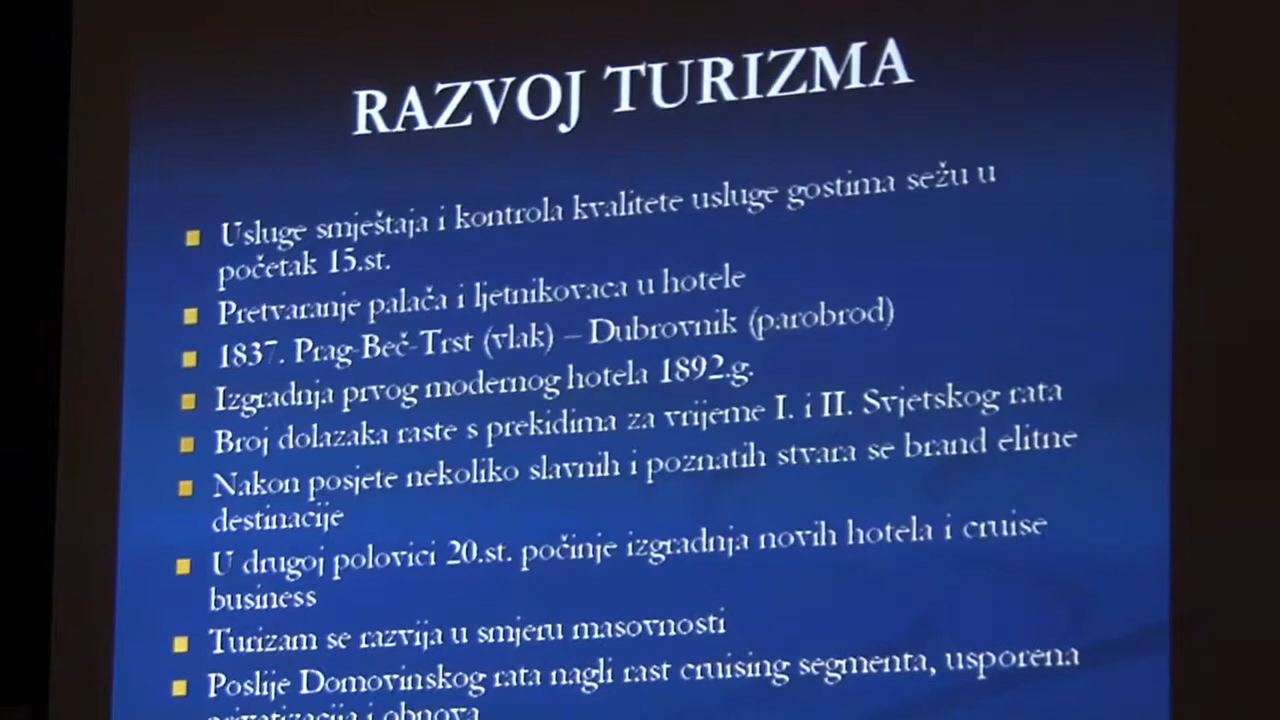 RAZVOJ TURIZMA
Usluge smještaja i kontrola kvalitete usluge gostima sežu u
početak 15.st.
Pretvaranje palača i ljetnikovaca u hotele
1837. Prag-Beč-Trst (vlak) – Dubrovnik (parobrod)
Izgradnja prvog modernog hotela 1892.g.
Broj dolazaka raste s prekidima za vrijeme I. i II. Svjetskog rata
Nakon posjete nekoliko slavnih i poznatih stvara se brand elitne
destinacije
U drugoj polovici 20.st. počinje izgradnja novih hotela i cruise
business
Turizam se razvija u smjeru masovnosti
Poslije Domovinskog rata nagli rast cruising segmenta, usporena
privatizacija i obnova